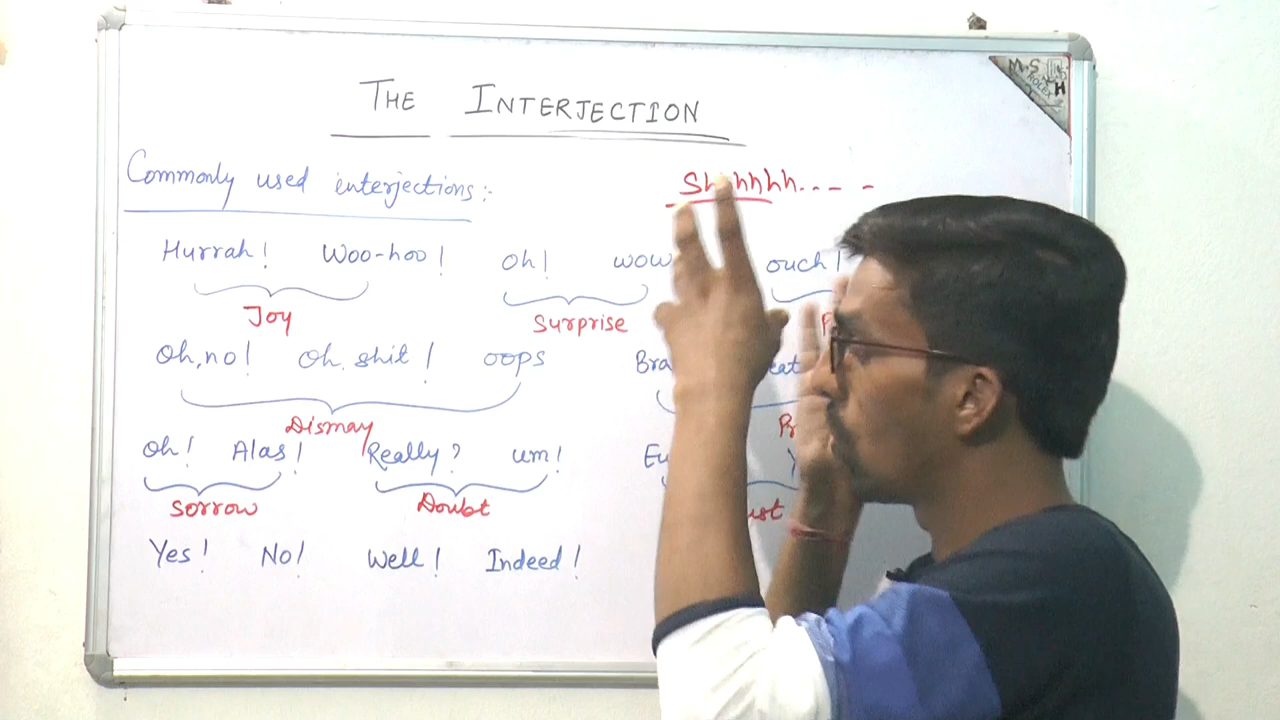 THE INTERJECTION
Commonly used interjections:-
Shhhhh..._ _
Hurrah! Woo-hoo! Oh! wow ouch!
Joy Surprise
Oh,no! Oh, shit! oops
Dismay
Oh! Alas! Really? um!
Sorrow Doubt
Yes! No! Well! Indeed!